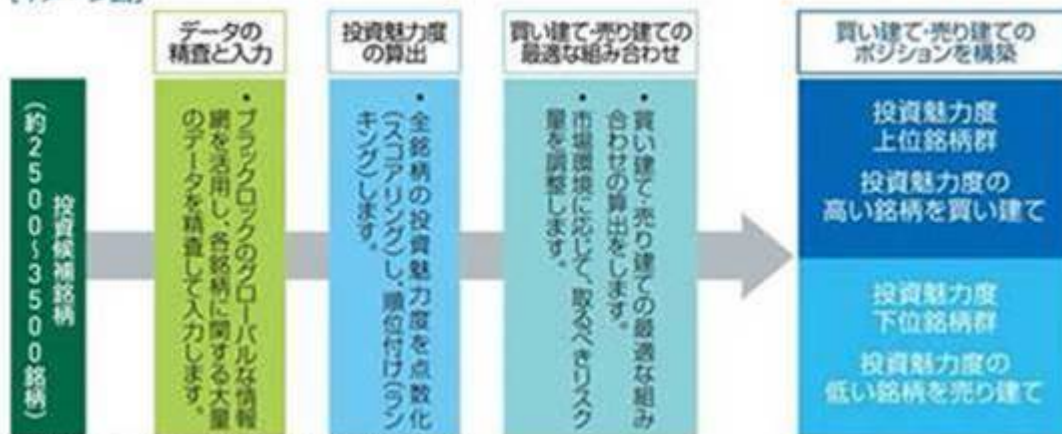 データの
精査と入力
投資魅力度
の算出
買い建て・売り建ての
最適な組み合わせ
買い建て・売り建ての
ポジションを構築
投資候補銘柄
(約2500~3500銘柄)
・ブラックロックのグローバルな情報
網を活用し、各銘柄に関する大量
のデータを精査して入力します。
・全銘柄の投資魅力度を点数化
(スコアリング)し、順位付け(ラン
キング)します。
・買い建て・売り建ての最適な組み
合わせの算出をします。
・市場環境に応じて、取るべきリスク
量を調整します。
投資魅力度
上位銘柄群
投資魅力度の
高い銘柄を買い建て
投資魅力度
下位銘柄群
投資魅力度の
低い銘柄を売り建て